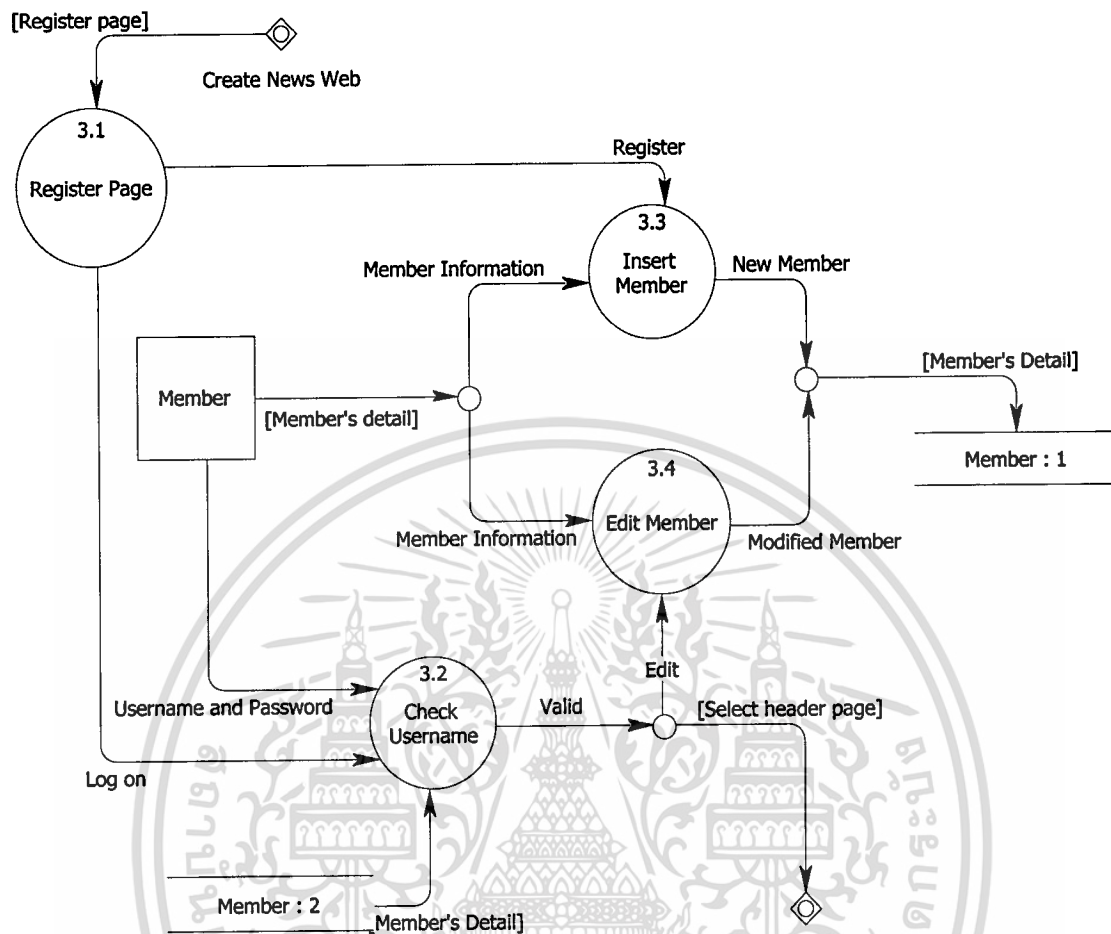 [Register page]
Create News Web
3.1
Register Page
Register
3.3
Insert
Member
Member Information
New Member
Member
[Member's detail]
[Member's Detail]
Member : 1
3.4
Edit Member
Member Information
Modified Member
Edit
3.2
Check
Username
Username and Password
Valid
[Select header page]
Log on
Member : 2
Member's Detail]